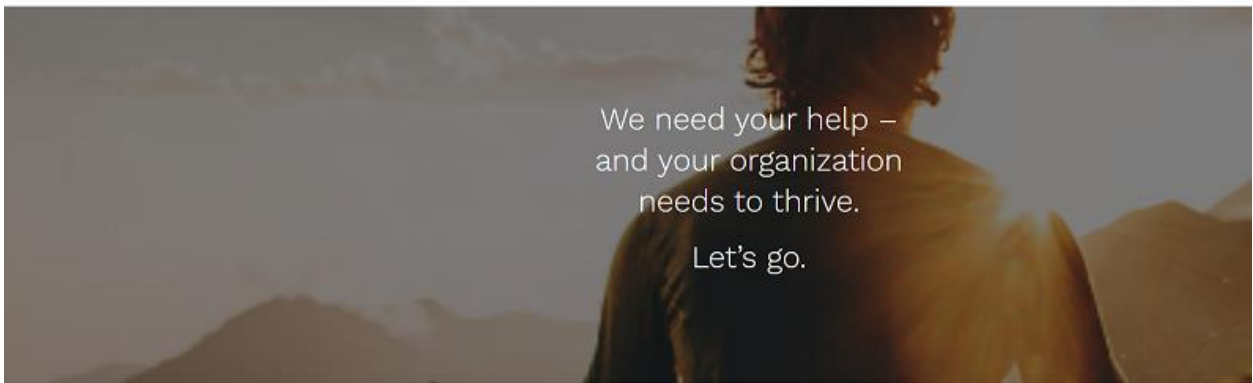 We need your help –
and your organization
needs to thrive.
Let’s go.